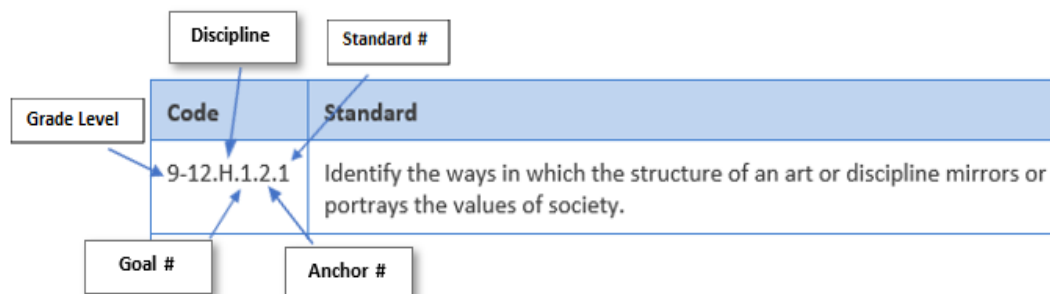 Discipline
Standard #
Grade Level
Code
Standard
9-12.H.1.2.1
Identify the ways in which the structure of an art or discipline mirrors or
portrays the values of society.
Goal #
Anchor #